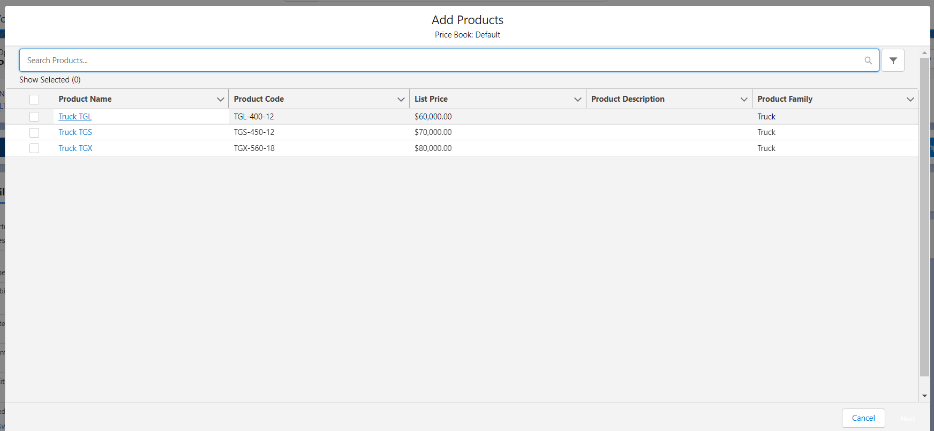 Add Products
Price Book: Default
Search Products...
Show Selected (0)
Product Name Product Code List Price Product Description Product Family
Truck TGL TGL-400-12 $60,000.00 Truck
Truck TGS TGS-450-12 $70,000.00 Truck
Truck TGX TGX-560-18 $80,000.00 Truck
Cancel